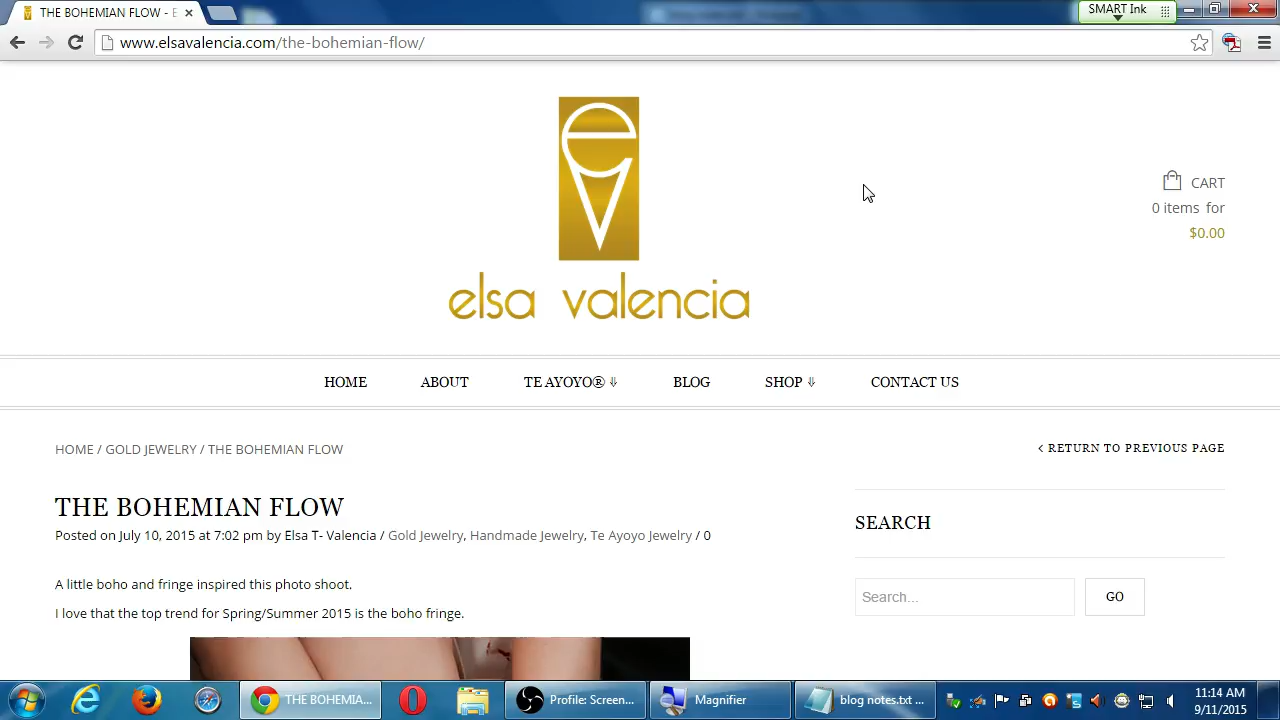 THE BOHEMIAN FLOW - E
SMART Ink
www.elsavalencia.com/the-bohemian-flow/
ev
elsa valencia
CART
0 items for
$0.00
HOME ABOUT TE AYOYO® ⇓ BLOG SHOP ⇓ CONTACT US
HOME / GOLD JEWELRY / THE BOHEMIAN FLOW
< RETURN TO PREVIOUS PAGE
THE BOHEMIAN FLOW
Posted on July 10, 2015 at 7:02 pm by Elsa T- Valencia / Gold Jewelry, Handmade Jewelry, Te Ayoyo Jewelry / 0
A little boho and fringe inspired this photo shoot.
I love that the top trend for Spring/Summer 2015 is the boho fringe.
SEARCH
Search...
GO
THE BOHEMIA...
Profile: Screen...
Magnifier
blog notes.txt ...
11:14 AM
9/11/2015